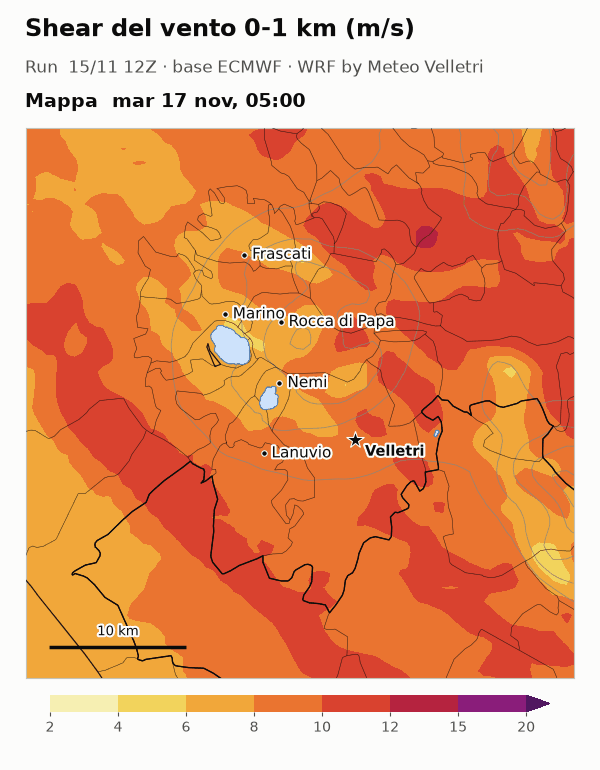 Shear del vento 0-1 km (m/s)
Run 15/11 12Z · base ECMWF · WRF by Meteo Velletri
Mappa mar 17 nov, 05:00
Frascati
Marino
Rocca di Papa
Nemi
Velletri
Lanuvio
10 km
2 4 6 8 10 12 15 20